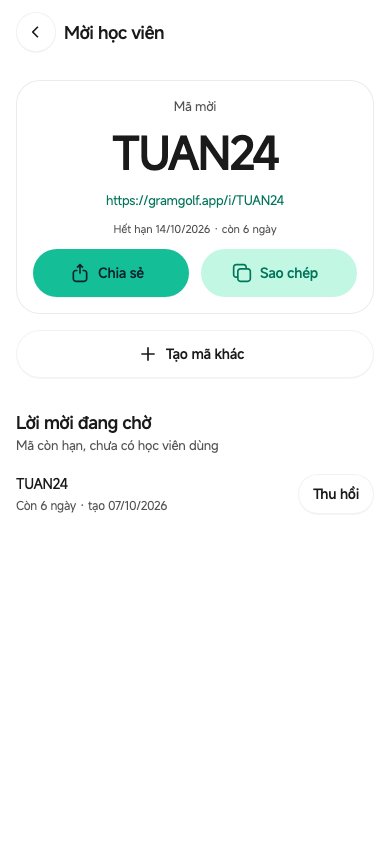 Mời học viên
Mã mời
TUAN24
https://gramgolf.app/i/TUAN24
Hết hạn 14/10/2026 · còn 6 ngày
Chia sẻ
Sao chép
Tạo mã khác
Lời mời đang chờ
Mã còn hạn, chưa có học viên dùng
TUAN24
Còn 6 ngày · tạo 07/10/2026
Thu hồi